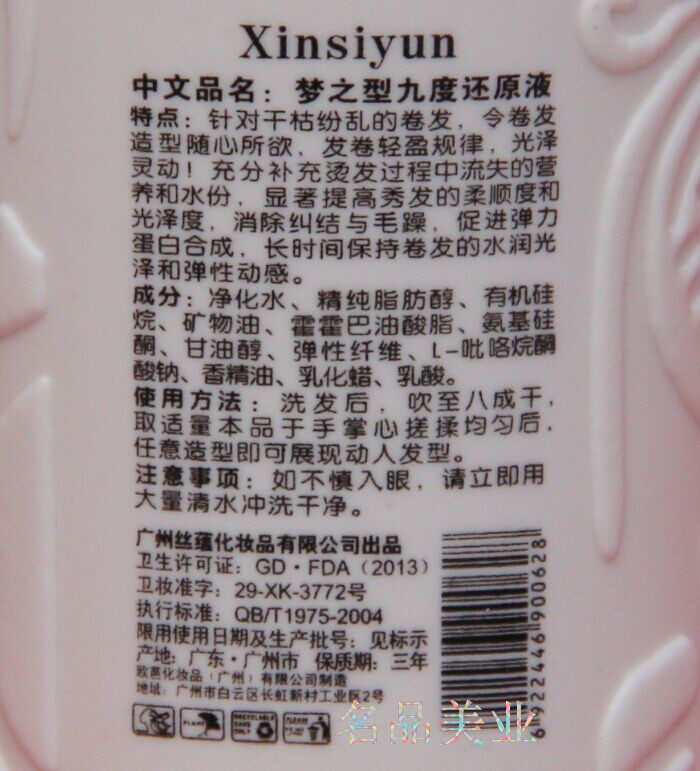 Xinsiyun
中文品名：梦之型九度还原液
特点：针对干枯纷乱的卷发，令卷发
造型随心所欲，发卷轻盈规律，光泽
灵动！充分补充烫发过程中流失的营
养和水份，显著提高秀发的柔顺度和
光泽度，消除纠结与毛躁，促进弹力
蛋白合成，长时间保持卷发的水润光
泽和弹性动感。
成分：净化水、精纯脂肪醇、有机硅
烷、矿物油、霍霍巴油酸脂、氨基硅
酮、甘油醇、弹性纤维、L-吡咯烷酮
酸钠、香精油、乳化蜡、乳酸。
使用方法：洗发后，吹至八成干，
取适量本品于手掌心搓揉均匀后，
任意造型即可展现动人发型。
注意事项：如不慎入眼，请立即用
大量清水冲洗干净。
广州丝蕴化妆品有限公司出品
卫生许可证：GD·FDA（2013）
卫妆准字：29-XK-3772号
执行标准：QB/T1975-2004
限用使用日期及生产批号：见标示
产地：广东·广州市 保质期：三年
欧芭化妆品（广州）有限公司制造
地址：广州市白云区长虹新村工业区2号
6922446900628
RECYCLABLE
名品美业